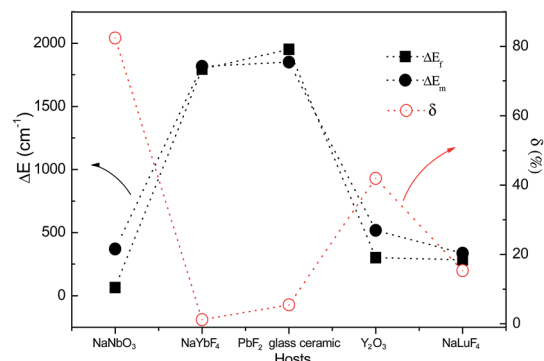 2000
1500
1000
500
0
ΔE (cm⁻¹)
ΔE_f
ΔE_m
δ
80
60
40
20
0
δ (%)
NaNbO₃
NaYbF₄
PbF₂ glass ceramic
Y₂O₃
NaLuF₄
Hosts